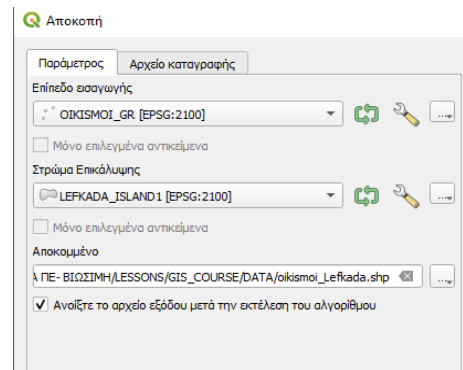 Αποκοπή
Παράμετρος Αρχείο καταγραφής
Επίπεδο εισαγωγής
OIKISMOI_GR [EPSG:2100]
Μόνο επιλεγμένα αντικείμενα
Στρώμα Επικάλυψης
LEFKADA_ISLAND1 [EPSG:2100]
Μόνο επιλεγμένα αντικείμενα
Αποκομμένο
ΠΕ- ΒΙΩΣΙΜΗ/LESSONS/GIS_COURSE/DATA/oikismoi_Lefkada.shp
Ανοίξτε το αρχείο εξόδου μετά την εκτέλεση του αλγορίθμου